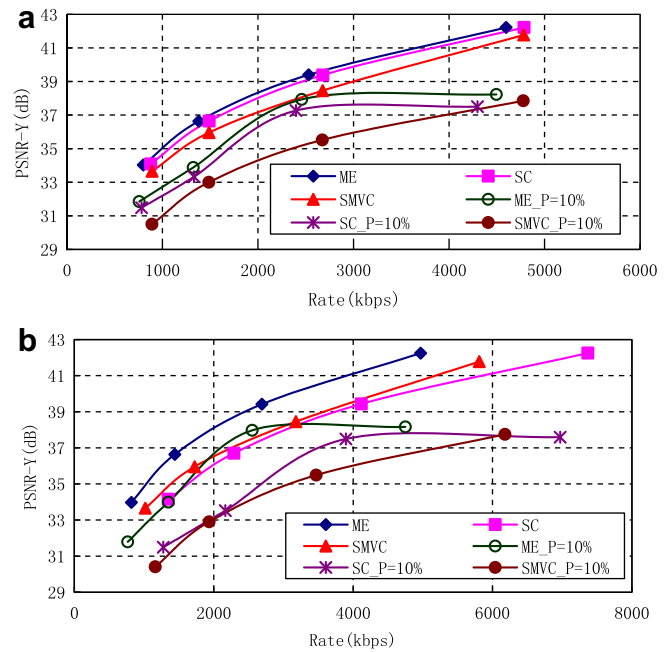 a
43
41
39
37
35
33
31
29
PSNR-Y(dB)
ME
SC
SMVC
ME_P=10%
SC_P=10%
SMVC_P=10%
0 1000 2000 3000 4000 5000 6000
Rate(kbps)
b
43
41
39
37
35
33
31
29
PSNR-Y(dB)
ME
SC
SMVC
ME_P=10%
SC_P=10%
SMVC_P=10%
0 2000 4000 6000 8000
Rate(kbps)